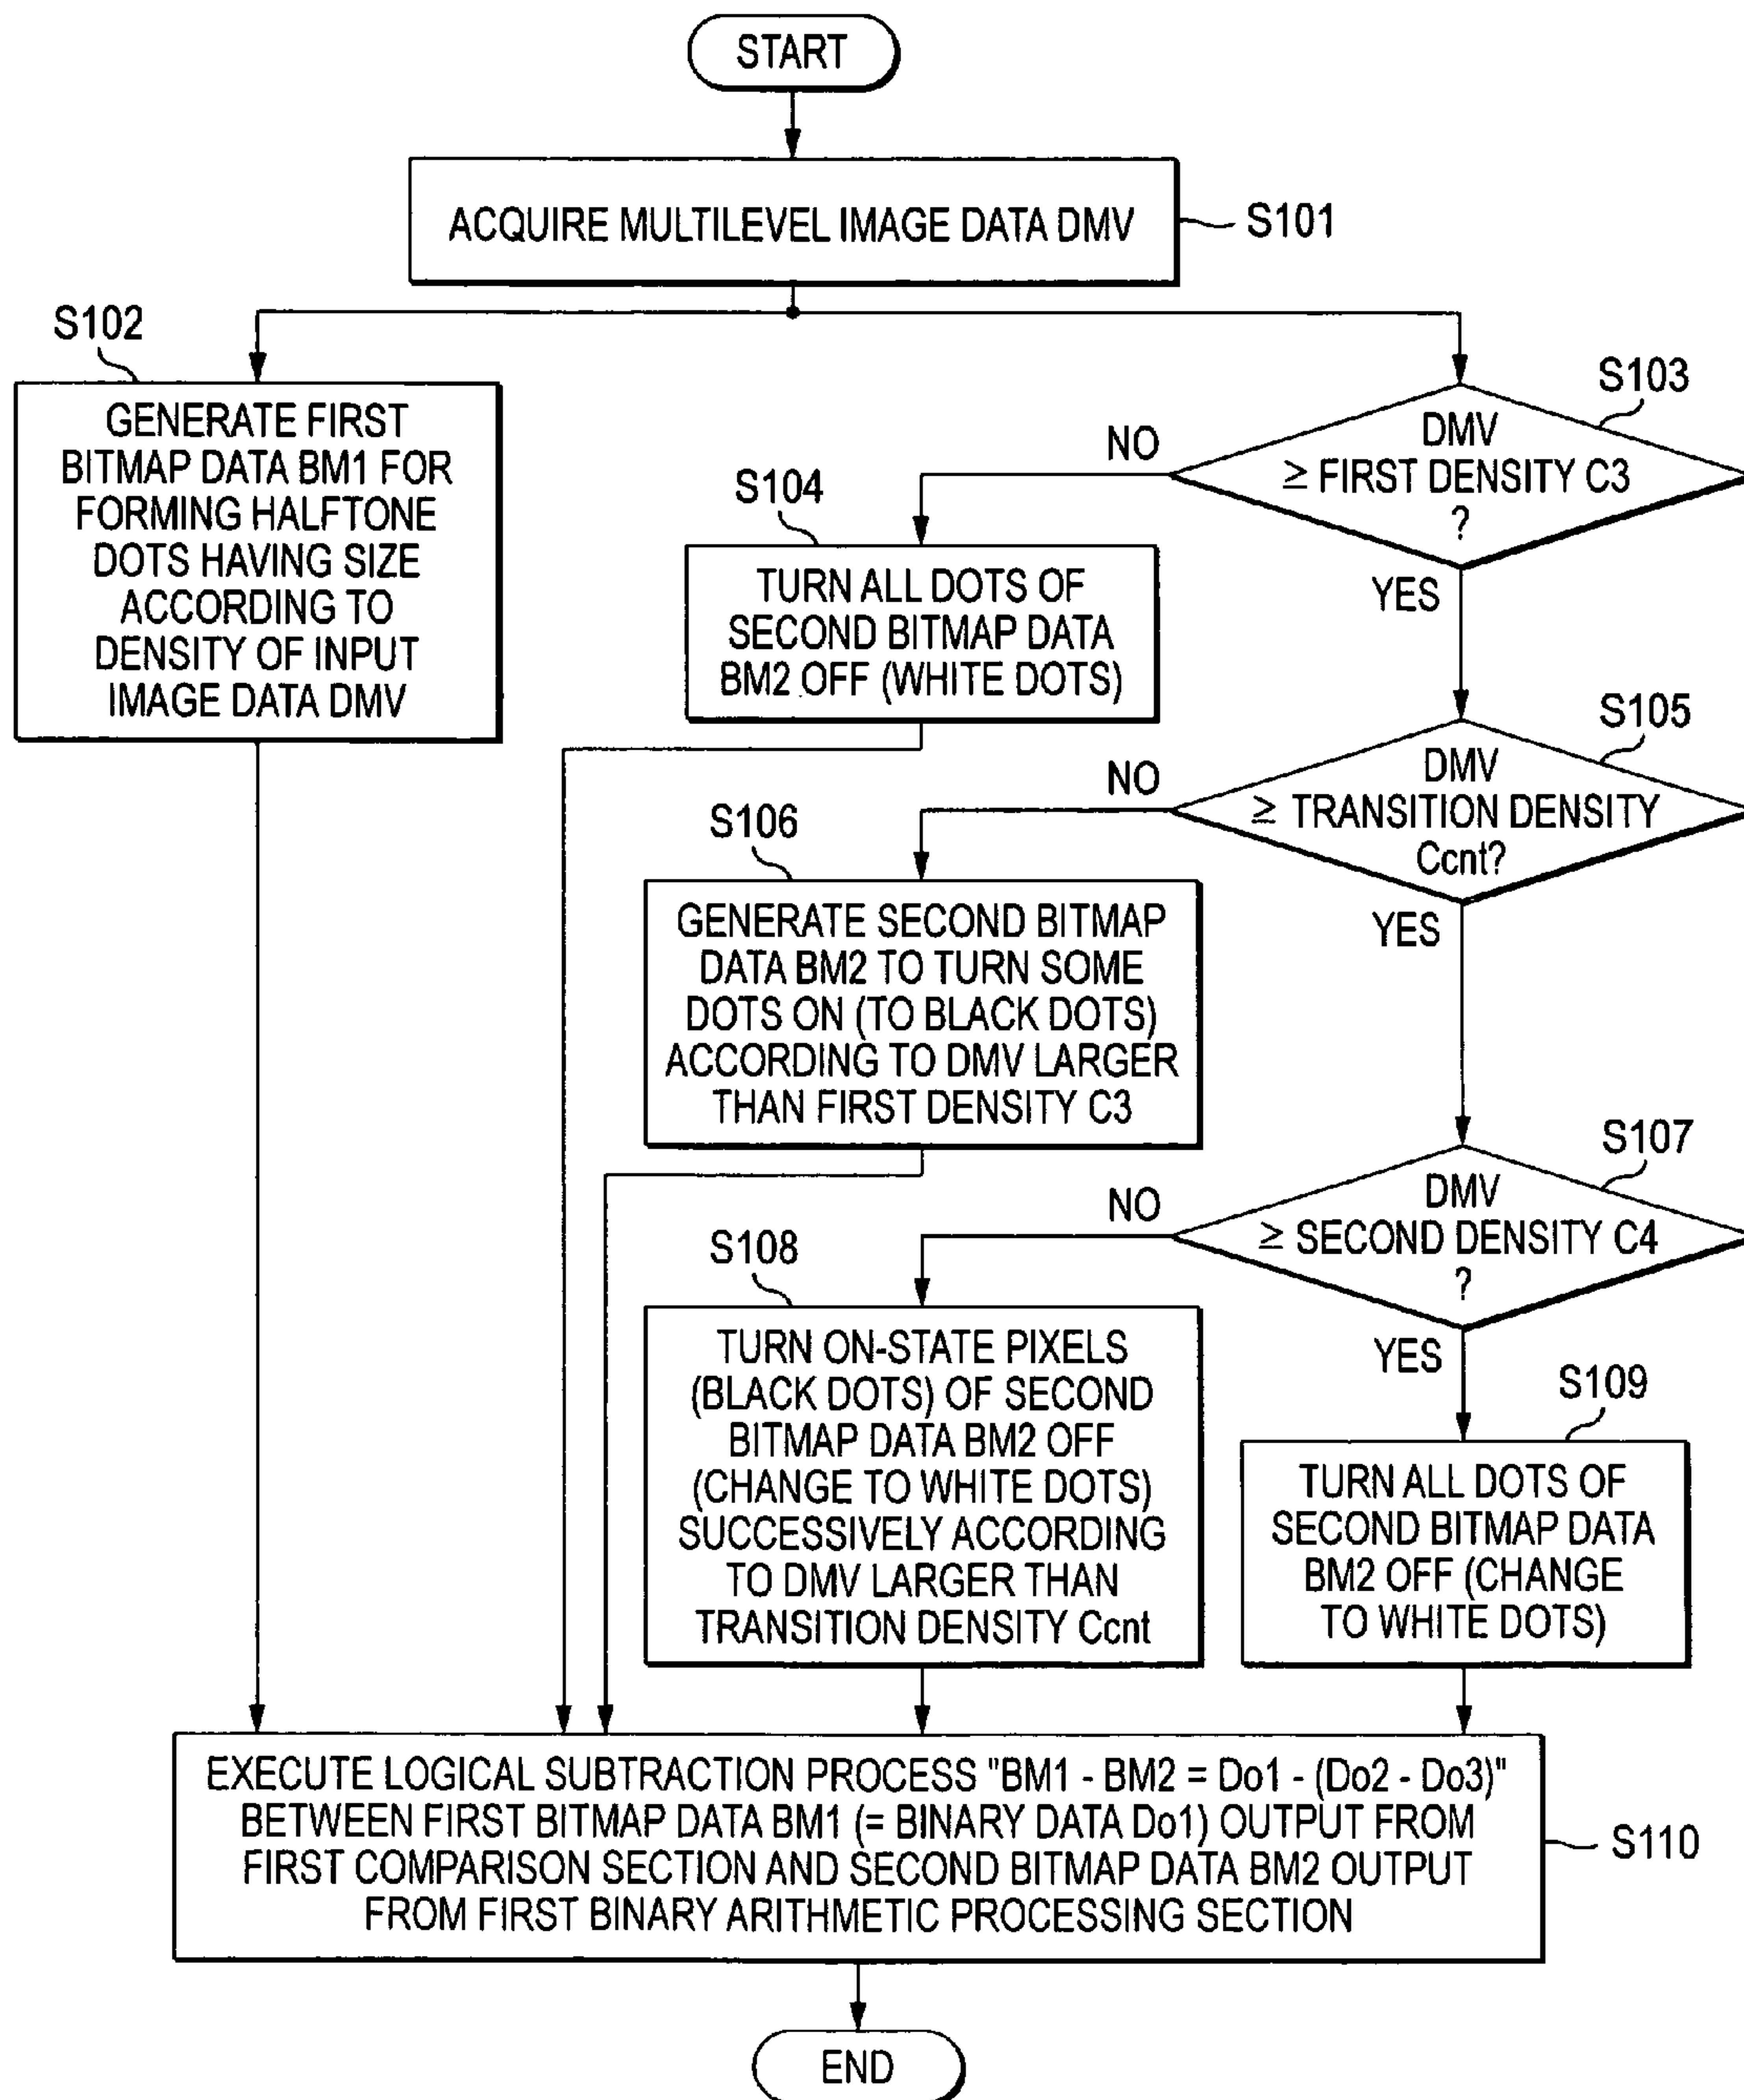 START
ACQUIRE MULTILEVEL IMAGE DATA DMV
S101
S102
GENERATE FIRST
BITMAP DATA BM1 FOR
FORMING HALFTONE
DOTS HAVING SIZE
ACCORDING TO
DENSITY OF INPUT
IMAGE DATA DMV
S103
DMV
≥ FIRST DENSITY C3
?
NO
YES
S104
TURN ALL DOTS OF
SECOND BITMAP DATA
BM2 OFF (WHITE DOTS)
S105
DMV
≥ TRANSITION DENSITY
Ccnt?
NO
YES
S106
GENERATE SECOND BITMAP
DATA BM2 TO TURN SOME
DOTS ON (TO BLACK DOTS)
ACCORDING TO DMV LARGER
THAN FIRST DENSITY C3
S107
DMV
≥ SECOND DENSITY C4
?
NO
YES
S108
TURN ON-STATE PIXELS
(BLACK DOTS) OF SECOND
BITMAP DATA BM2 OFF
(CHANGE TO WHITE DOTS)
SUCCESSIVELY ACCORDING
TO DMV LARGER THAN
TRANSITION DENSITY Ccnt
S109
TURN ALL DOTS OF
SECOND BITMAP DATA
BM2 OFF (CHANGE
TO WHITE DOTS)
EXECUTE LOGICAL SUBTRACTION PROCESS "BM1 - BM2 = Do1 - (Do2 - Do3)"
BETWEEN FIRST BITMAP DATA BM1 (= BINARY DATA Do1) OUTPUT FROM
FIRST COMPARISON SECTION AND SECOND BITMAP DATA BM2 OUTPUT
FROM FIRST BINARY ARITHMETIC PROCESSING SECTION
S110
END